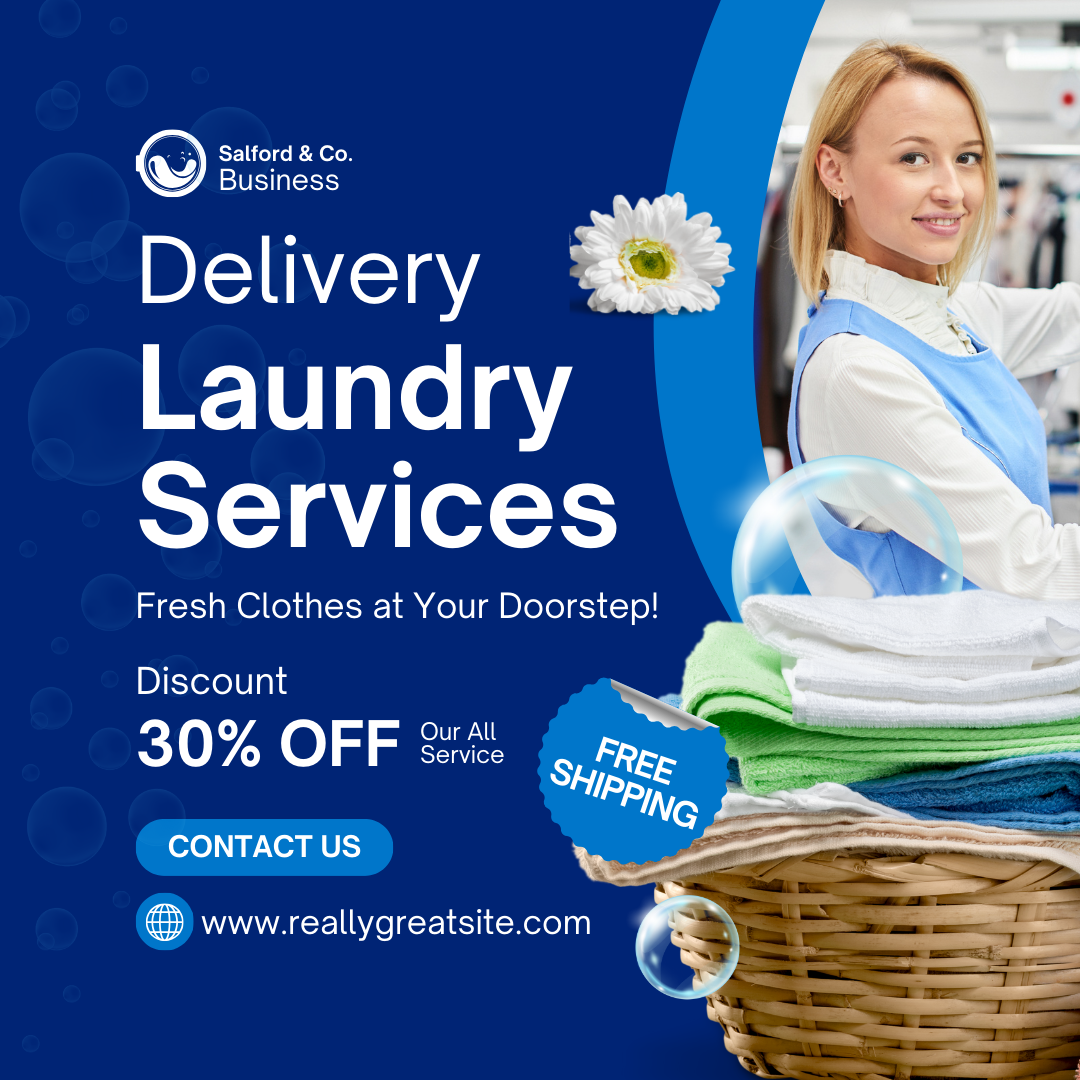 Salford & Co.
Business
Delivery
Laundry
Services
Fresh Clothes at Your Doorstep!
Discount
30% OFF
Our All
Service
FREE
SHIPPING
CONTACT US
www.reallygreatsite.com